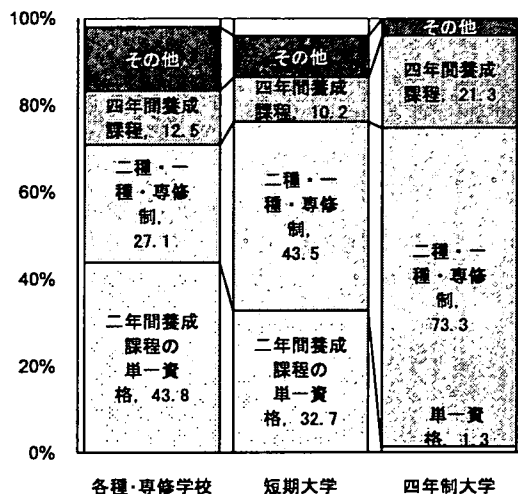 100%
80%
60%
40%
20%
0%
その他
四年間養成
課程, 12.5
二種・一
種・専修
制,
27.1
二年間養成
課程の
単一資
格, 43.8
その他
四年間養成
課程, 10.2
二種・一
種・専修
制,
43.5
二年間養成
課程の
単一資
格, 32.7
その他
四年間養成
課程, 21.3
二種・一
種・専修
制,
73.3
単一資
格, 1.3
各種・専修学校
短期大学
四年制大学